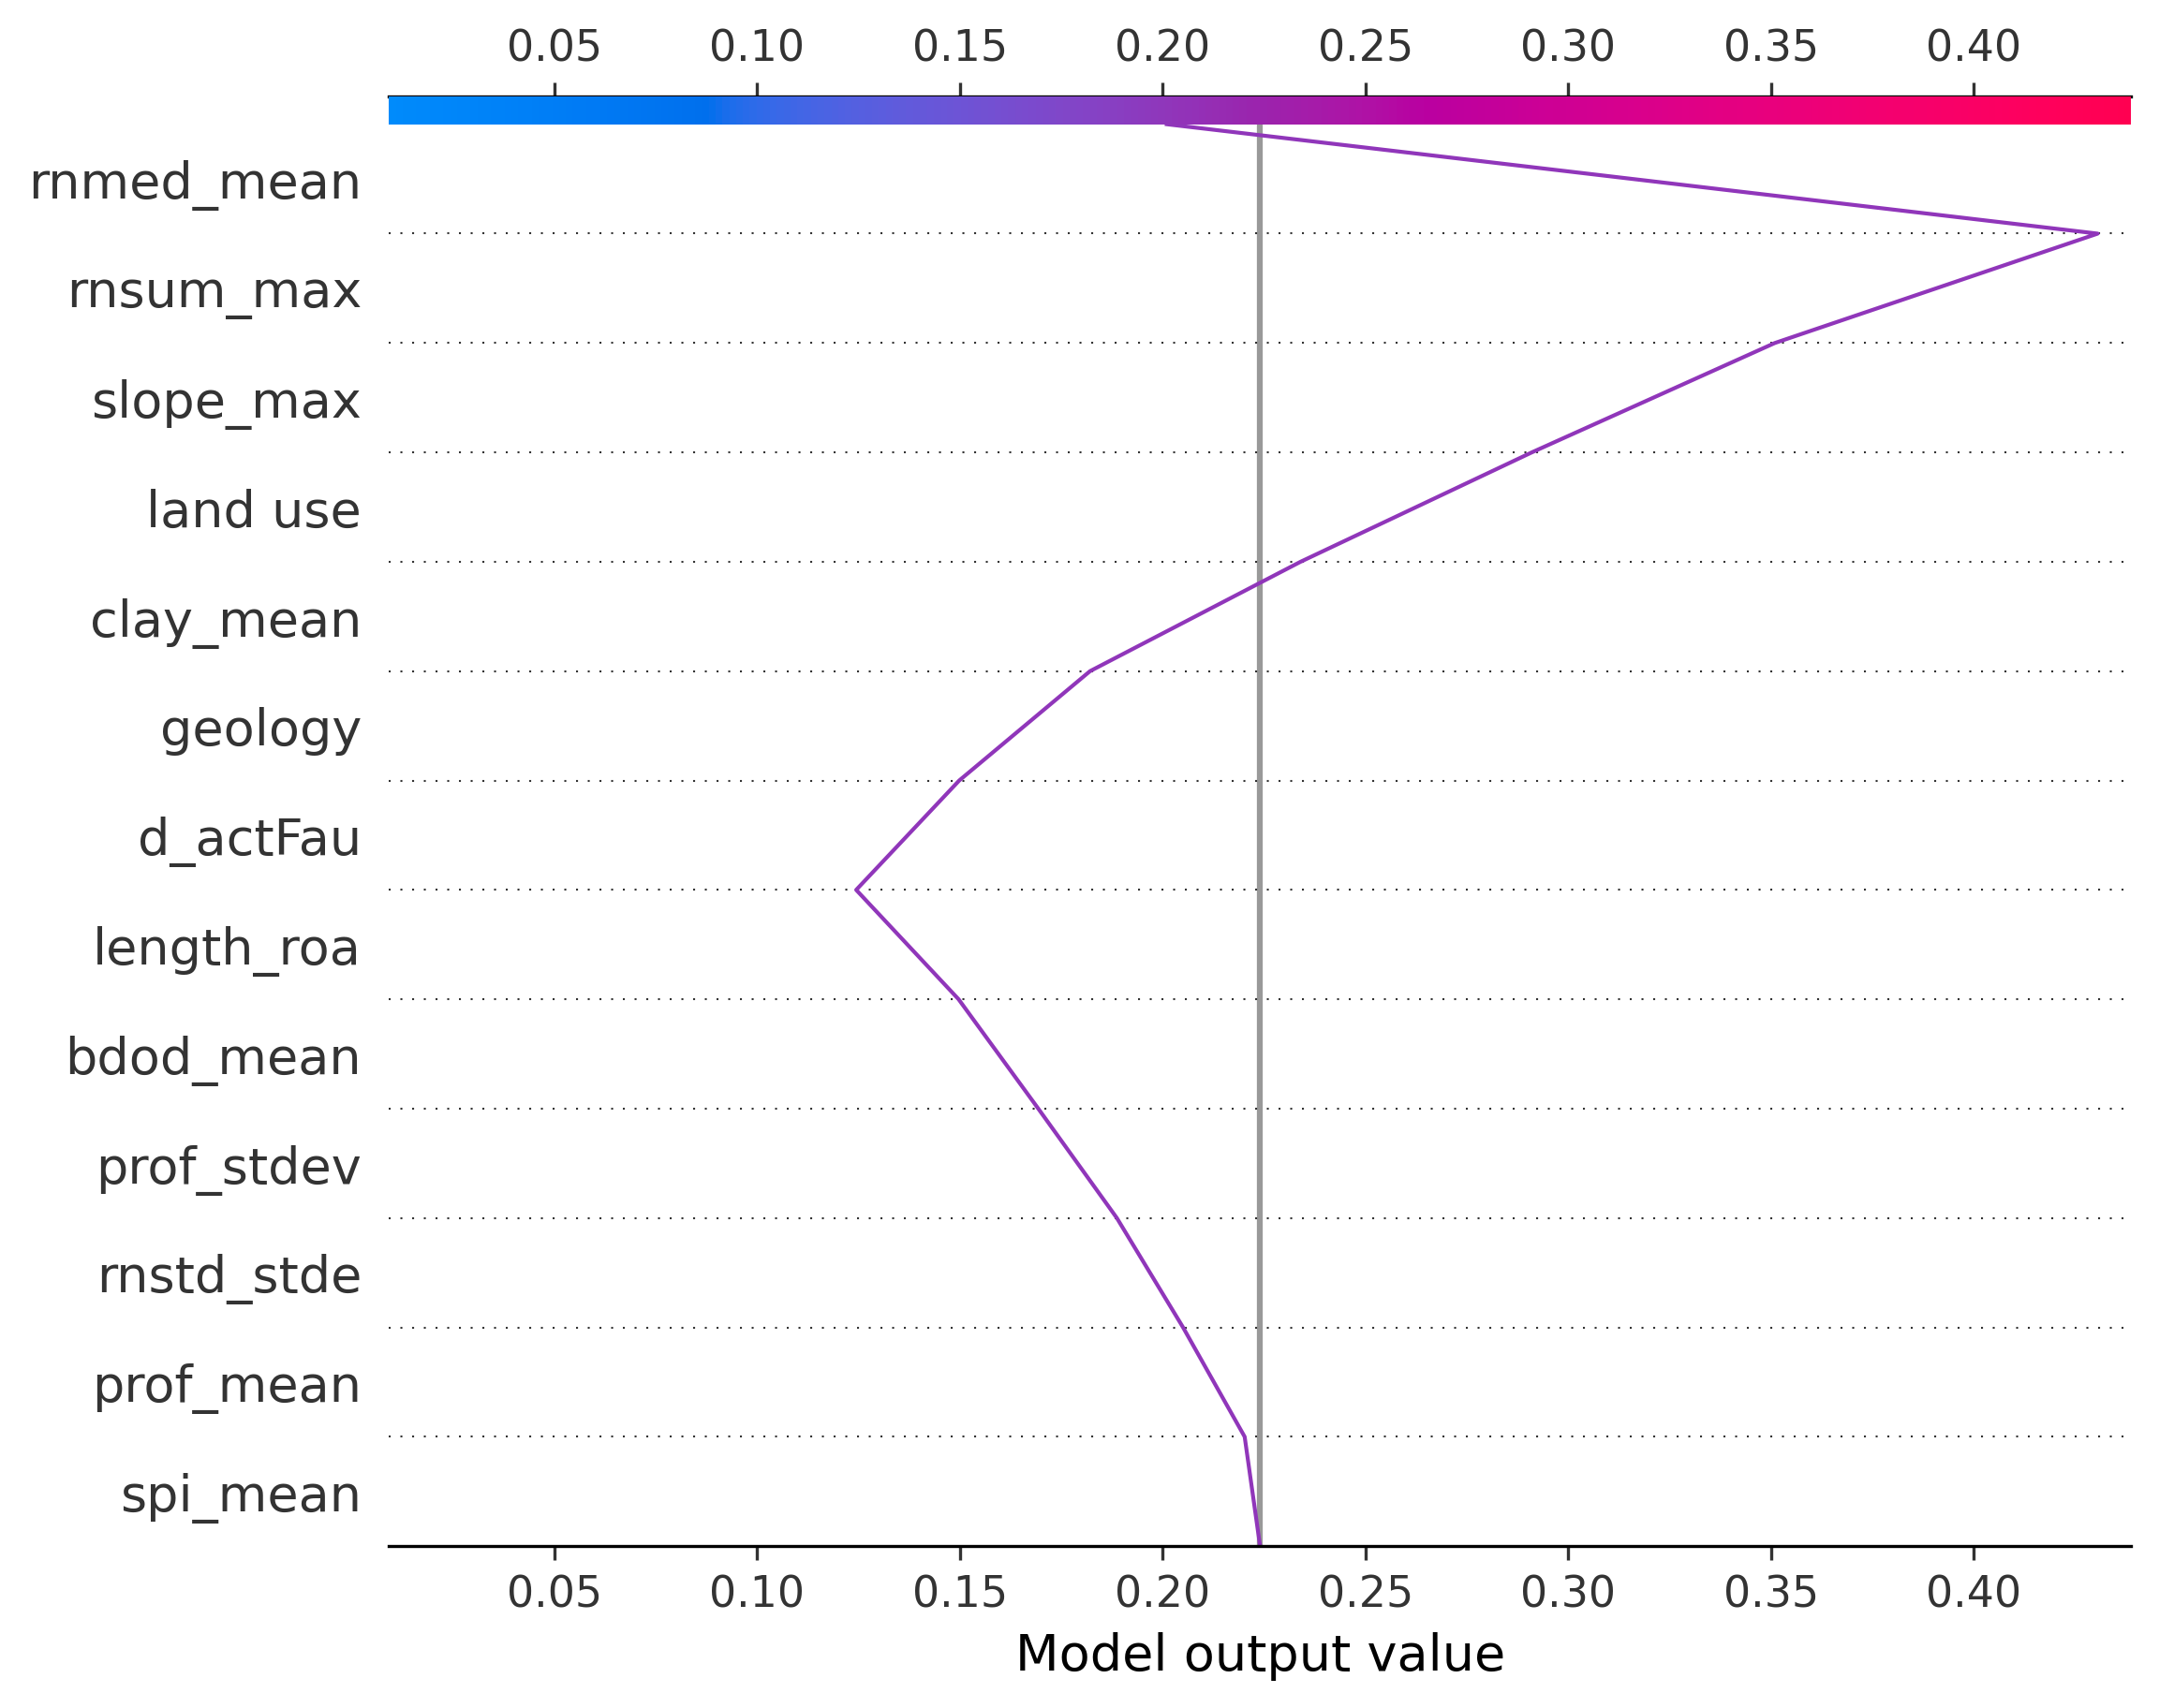 0.05 0.10 0.15 0.20 0.25 0.30 0.35 0.40
rnmed_mean
rnsum_max
slope_max
land use
clay_mean
geology
d_actFau
length_roa
bdod_mean
prof_stdev
rnstd_stde
prof_mean
spi_mean
0.05 0.10 0.15 0.20 0.25 0.30 0.35 0.40
Model output value